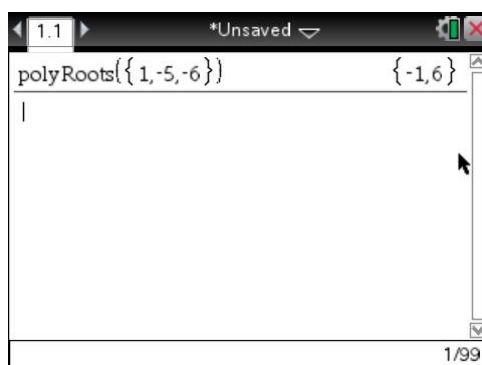 1.1 *Unsaved
polyRoots({1,-5,-6}) {-1,6}
1/99